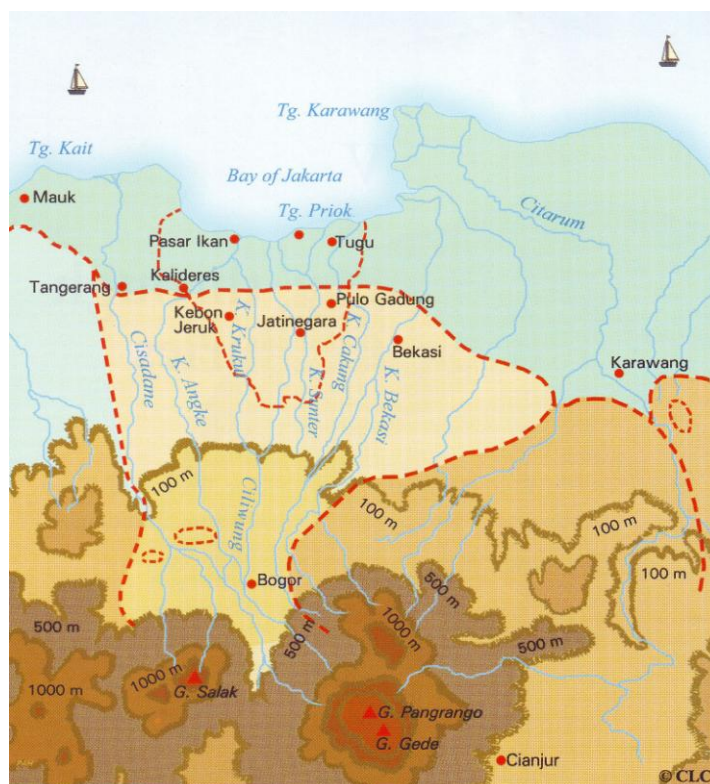 Tg. Karawang
Tg. Kait
Bay of Jakarta
Mauk
Tg. Priok
Citarum
Pasar Ikan
Tugu
Tangerang
Kalideres
Pulo Gadung
Kebon
Jeruk
K. Krukut
Jatinegara
K. Cakung
Bekasi
Karawang
Cisadane
K. Angke
K. Sunter
K. Bekasi
100 m
100 m
100 m
100 m
Ciliwung
Bogor
500 m
500 m
500 m
1000 m
500 m
1000 m
1000 m
G. Salak
G. Pangrango
G. Gede
Cianjur
©CLC